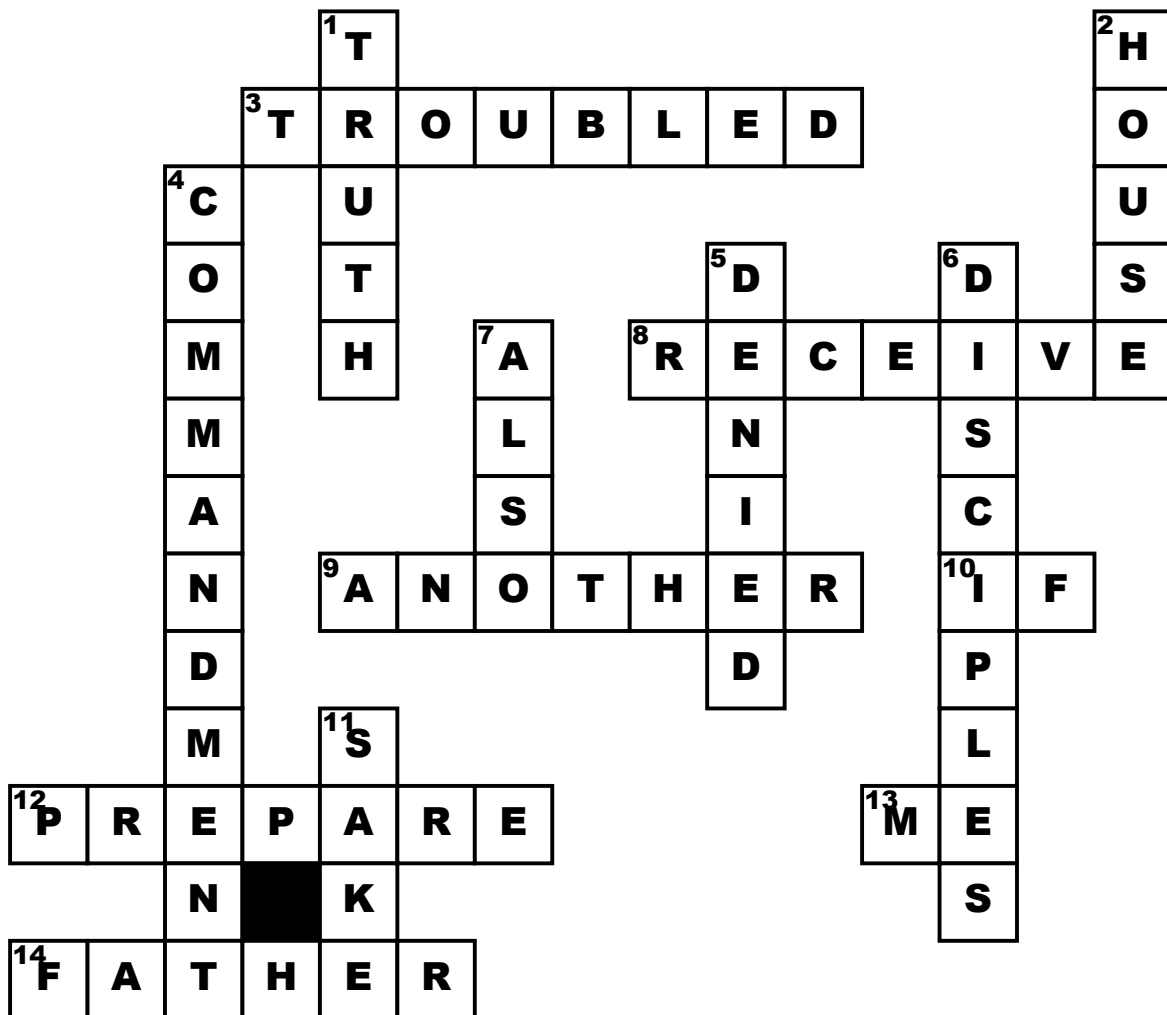 1 T 2 H
3 T R O U B L E D O
4 C U U
O T 5 D 6 D S
M H 7 A 8 R E C E I V E
M L N S
A S I C
N 9 A N O T H E R 10 I F
D D P
M 11 S L
12 P R E P A R E 13 M E
N K S
14 F A T H E R